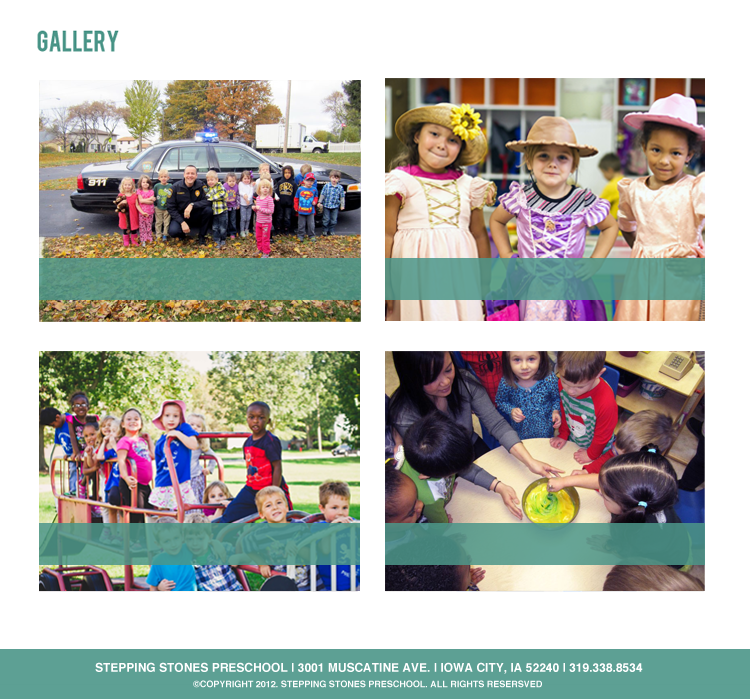 GALLERY
911
STEPPING STONES PRESCHOOL | 3001 MUSCATINE AVE. | IOWA CITY, IA 52240 | 319.338.8534
©COPYRIGHT 2012. STEPPING STONES PRESCHOOL. ALL RIGHTS RESERSVED